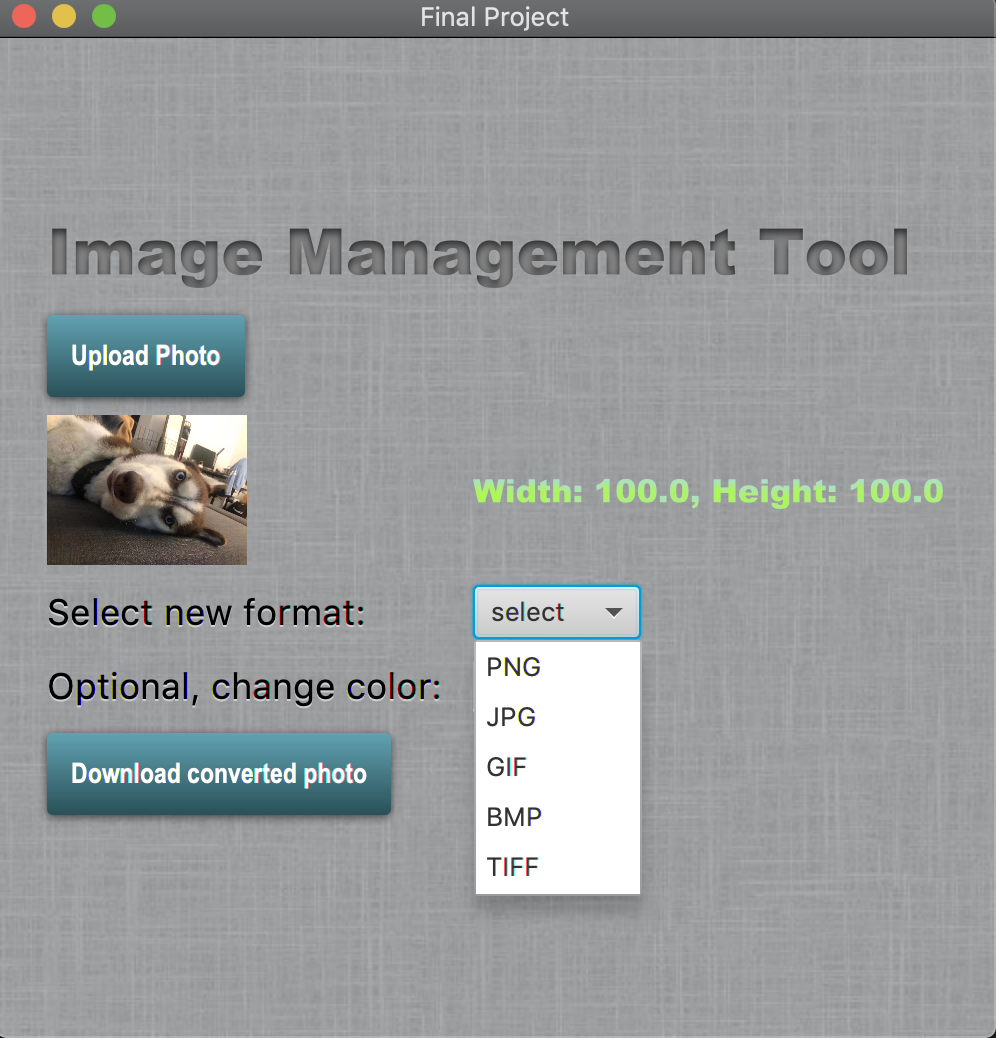 Final Project
Image Management Tool
Upload Photo
Width: 100.0, Height: 100.0
Select new format:
select
PNG
JPG
GIF
BMP
TIFF
Optional, change color:
Download converted photo